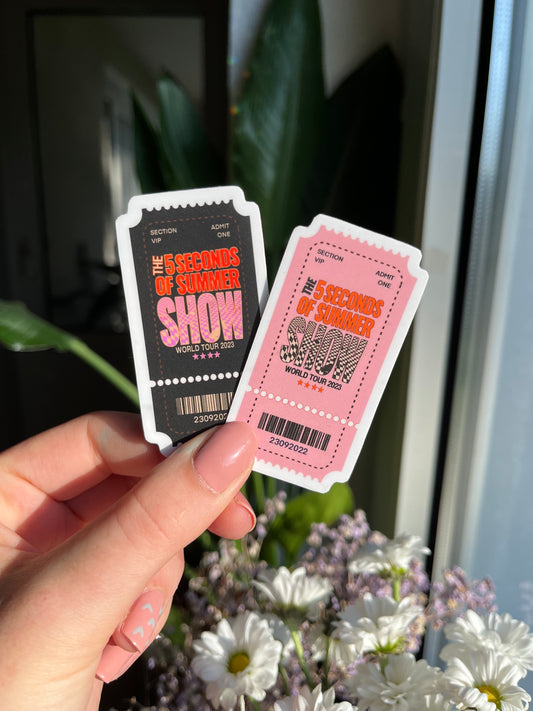 SECTION
VIP
ADMIT
ONE
THE
5 SECONDS
OF SUMMER
SHOW
WORLD TOUR 2023
23092022
SECTION
VIP
ADMIT
ONE
THE
5 SECONDS
OF SUMMER
SHOW
WORLD TOUR 2023
23092022